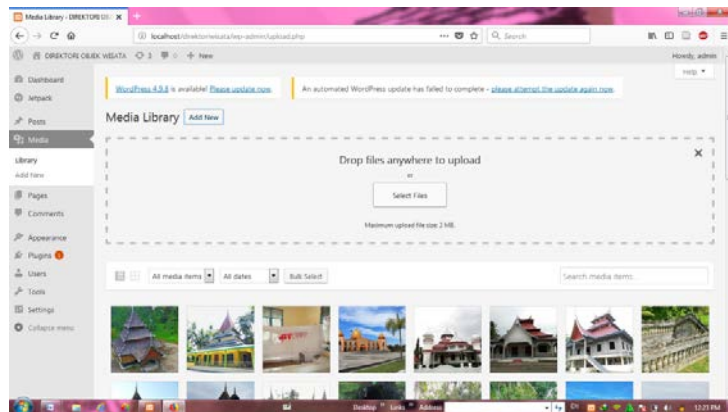 Media Library ‹ DIREKTORI OB
localhost/direktoriwisata/wp-admin/upload.php
Search
DIREKTORI OBJEK WISATA
3
0
New
Howdy, admin
Help
Dashboard
Jetpack
Posts
Media
Library
Add New
Pages
Comments
Appearance
Plugins
Users
Tools
Settings
Collapse menu
WordPress 4.9.8 is available! Please update now.
An automated WordPress update has failed to complete - please attempt the update again now.
Media Library Add New
Drop files anywhere to upload
or
Select Files
Maximum upload file size: 2 MB.
All media items
All dates
Bulk Select
Search media items...
Desktop Links Address
EN
12:23 PM